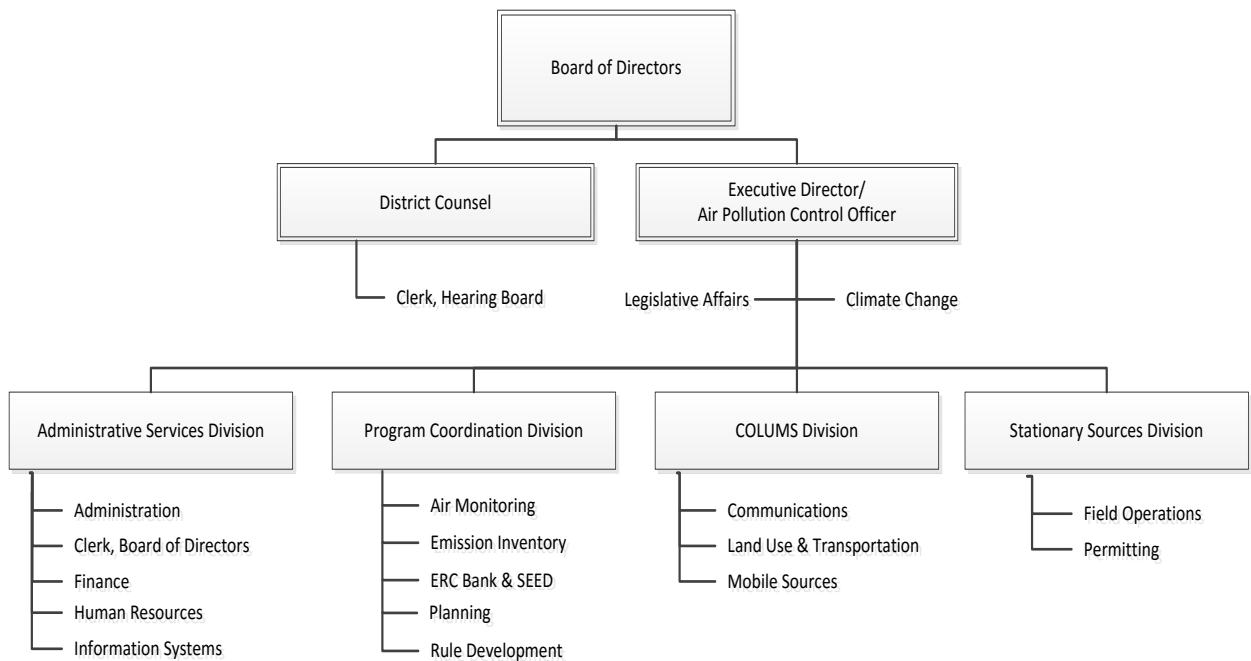 Board of Directors
District Counsel
Executive Director/
Air Pollution Control Officer
Clerk, Hearing Board
Legislative Affairs
Climate Change
Administrative Services Division
Administration
Clerk, Board of Directors
Finance
Human Resources
Information Systems
Program Coordination Division
Air Monitoring
Emission Inventory
ERC Bank & SEED
Planning
Rule Development
COLUMS Division
Communications
Land Use & Transportation
Mobile Sources
Stationary Sources Division
Field Operations
Permitting